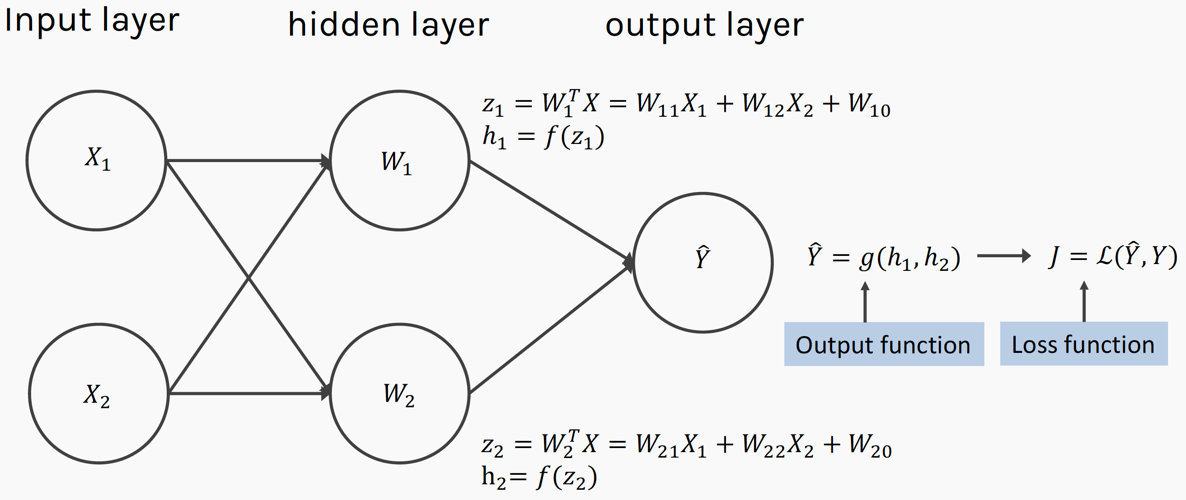 Input layer
hidden layer
output layer
z₁ = W₁ᵀX = W₁₁X₁ + W₁₂X₂ + W₁₀
h₁ = f(z₁)
X₁
W₁
Ŷ
Ŷ = g(h₁, h₂)
J = ℒ(Ŷ, Y)
Output function
Loss function
X₂
W₂
z₂ = W₂ᵀX = W₂₁X₁ + W₂₂X₂ + W₂₀
h₂= f(z₂)